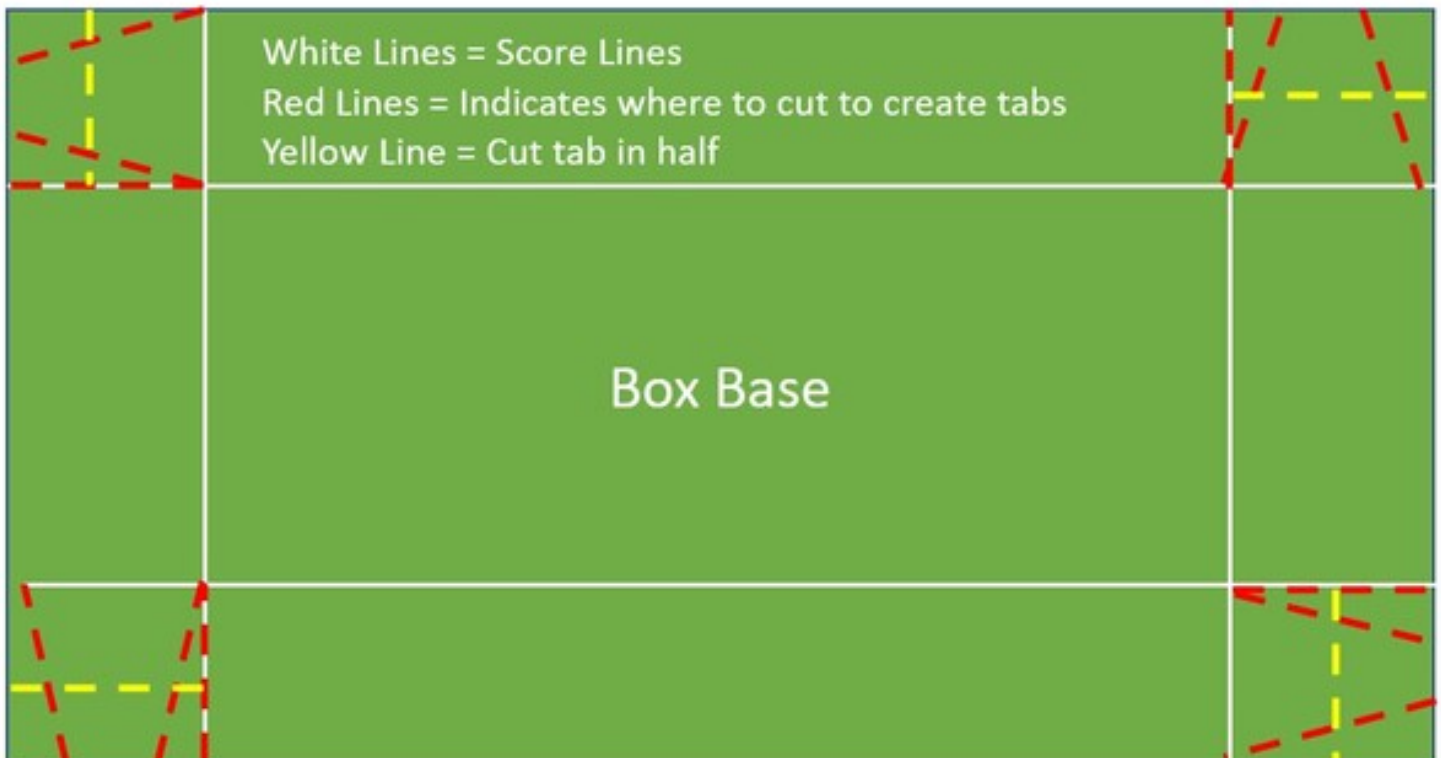 White Lines = Score Lines
Red Lines = Indicates where to cut to create tabs
Yellow Line = Cut tab in half
Box Base